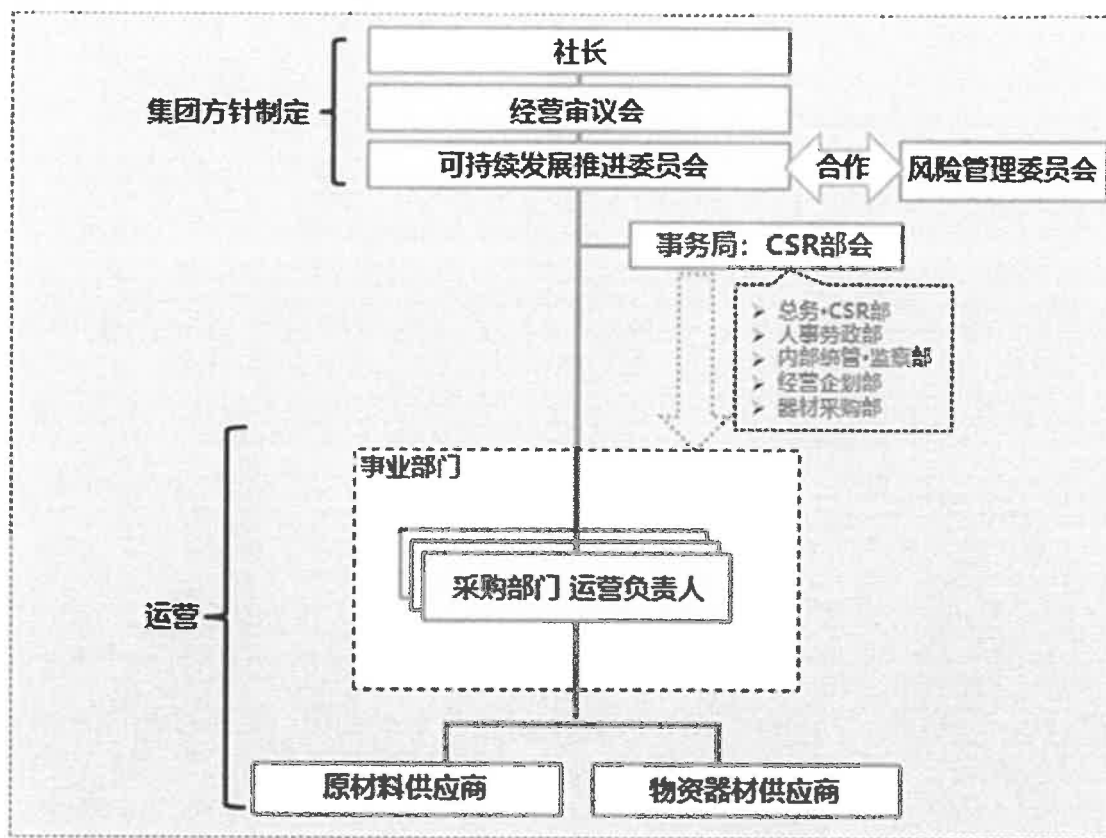 社长
集团方针制定
经营审议会
可持续发展推进委员会
合作
风险管理委员会
事务局：CSR部会
➤ 总务·CSR部
➤ 人事劳政部
➤ 内部统管·监察部
➤ 经营企划部
➤ 器材采购部
事业部门
采购部门 运营负责人
运营
原材料供应商
物资器材供应商